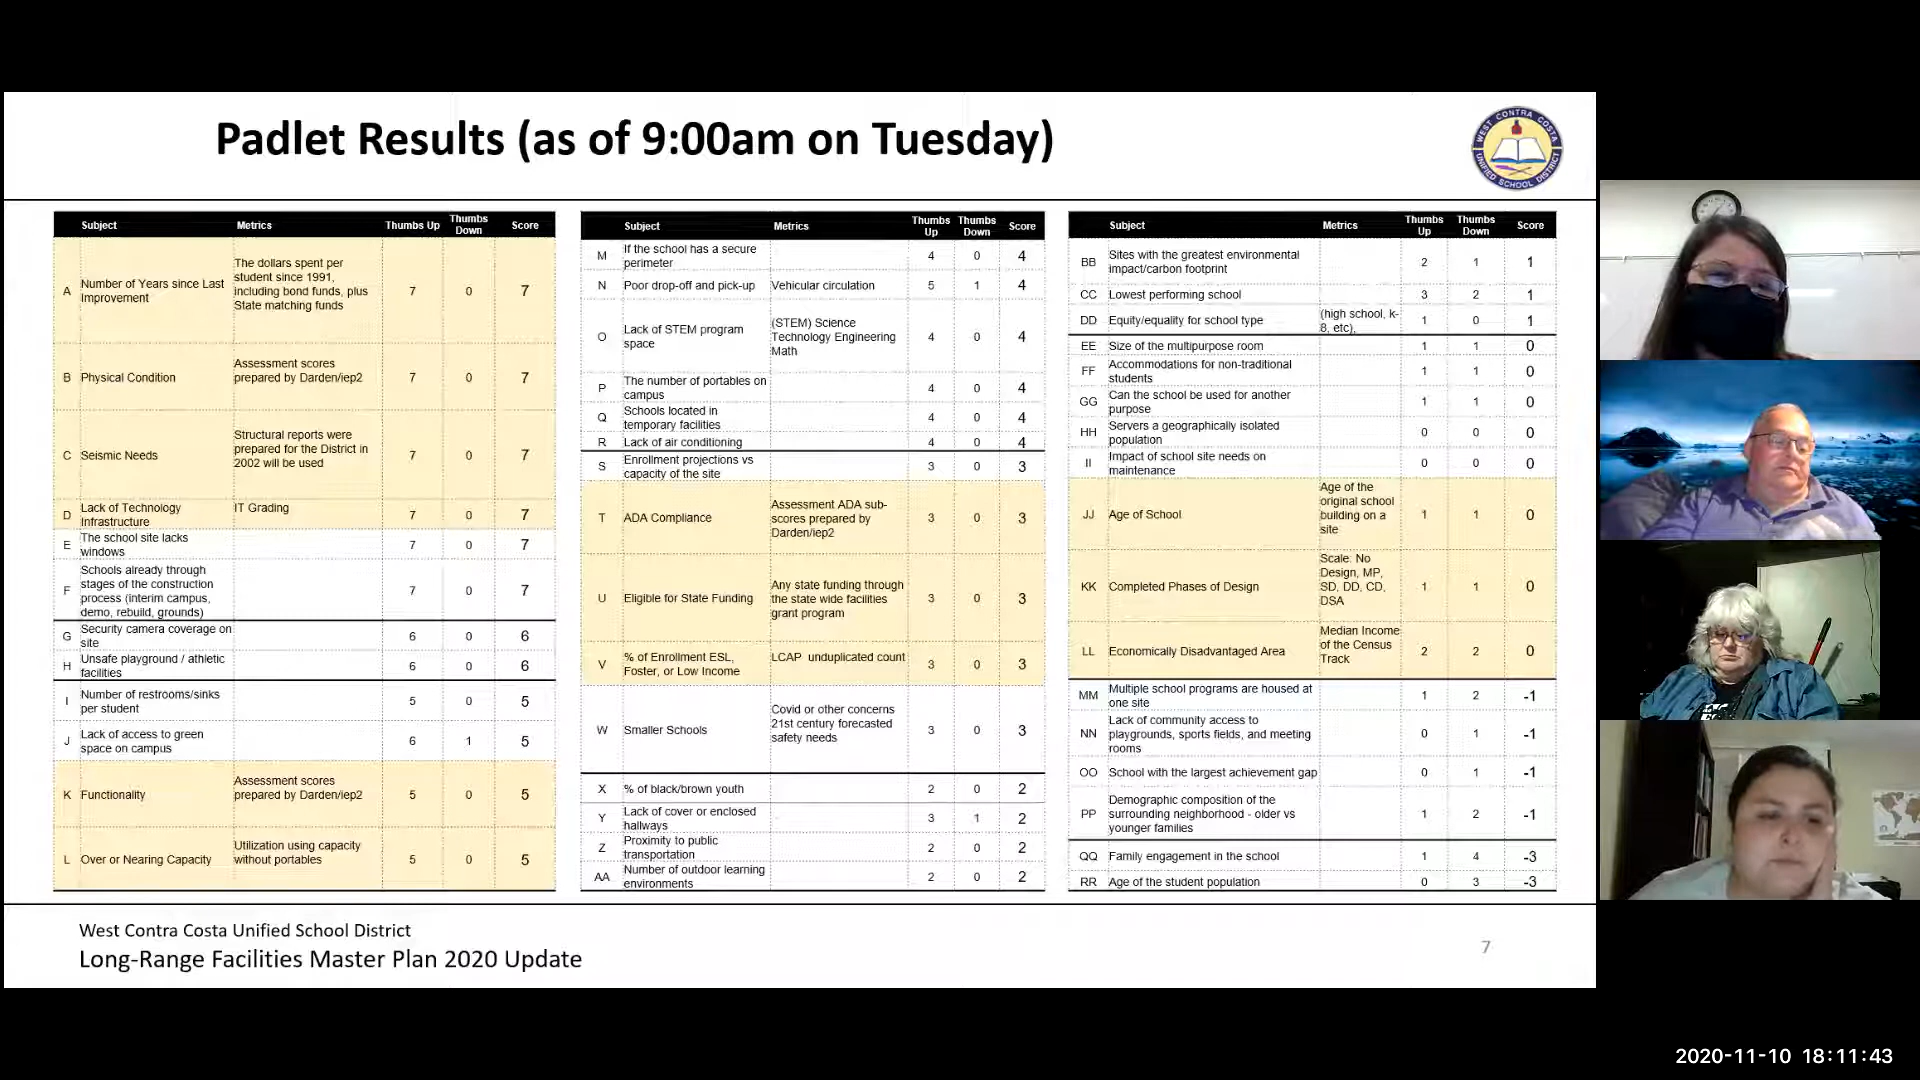 Padlet Results (as of 9:00am on Tuesday)
WEST CONTRA COSTA
UNIFIED SCHOOL DISTRICT
Subject Metrics Thumbs Up Thumbs Down Score
A Number of Years since Last Improvement The dollars spent per student since 1991, including bond funds, plus State matching funds 7 0 7
B Physical Condition Assessment scores prepared by Darden/iep2 7 0 7
C Seismic Needs Structural reports were prepared for the District in 2002 will be used 7 0 7
D Lack of Technology Infrastructure IT Grading 7 0 7
E The school site lacks windows 7 0 7
F Schools already through stages of the construction process (interim campus, demo, rebuild, grounds) 7 0 7
G Security camera coverage on site 6 0 6
H Unsafe playground / athletic facilities 6 0 6
I Number of restrooms/sinks per student 5 0 5
J Lack of access to green space on campus 6 1 5
K Functionality Assessment scores prepared by Darden/iep2 5 0 5
L Over or Nearing Capacity Utilization using capacity without portables 5 0 5
Subject Metrics Thumbs Up Thumbs Down Score
M If the school has a secure perimeter 4 0 4
N Poor drop-off and pick-up Vehicular circulation 5 1 4
O Lack of STEM program space (STEM) Science Technology Engineering Math 4 0 4
P The number of portables on campus 4 0 4
Q Schools located in temporary facilities 4 0 4
R Lack of air conditioning 4 0 4
S Enrollment projections vs capacity of the site 3 0 3
T ADA Compliance Assessment ADA sub-scores prepared by Darden/iep2 3 0 3
U Eligible for State Funding Any state funding through the state wide facilities grant program 3 0 3
V % of Enrollment ESL, Foster, or Low Income LCAP unduplicated count 3 0 3
W Smaller Schools Covid or other concerns 21st century forecasted safety needs 3 0 3
X % of black/brown youth 2 0 2
Y Lack of cover or enclosed hallways 3 1 2
Z Proximity to public transportation 2 0 2
AA Number of outdoor learning environments 2 0 2
Subject Metrics Thumbs Up Thumbs Down Score
BB Sites with the greatest environmental impact/carbon footprint 2 1 1
CC Lowest performing school 3 2 1
DD Equity/equality for school type (high school, k-8, etc), 1 0 1
EE Size of the multipurpose room 1 1 0
FF Accommodations for non-traditional students 1 1 0
GG Can the school be used for another purpose 1 1 0
HH Servers a geographically isolated population 0 0 0
II Impact of school site needs on maintenance 0 0 0
JJ Age of School Age of the original school building on a site 1 1 0
KK Completed Phases of Design Scale: No Design, MP, SD, DD, CD, DSA 1 1 0
LL Economically Disadvantaged Area Median Income of the Census Track 2 2 0
MM Multiple school programs are housed at one site 1 2 -1
NN Lack of community access to playgrounds, sports fields, and meeting rooms 0 1 -1
OO School with the largest achievement gap 0 1 -1
PP Demographic composition of the surrounding neighborhood - older vs younger families 1 2 -1
QQ Family engagement in the school 1 4 -3
RR Age of the student population 0 3 -3
West Contra Costa Unified School District
Long-Range Facilities Master Plan 2020 Update
7
2020-11-10 18:11:43